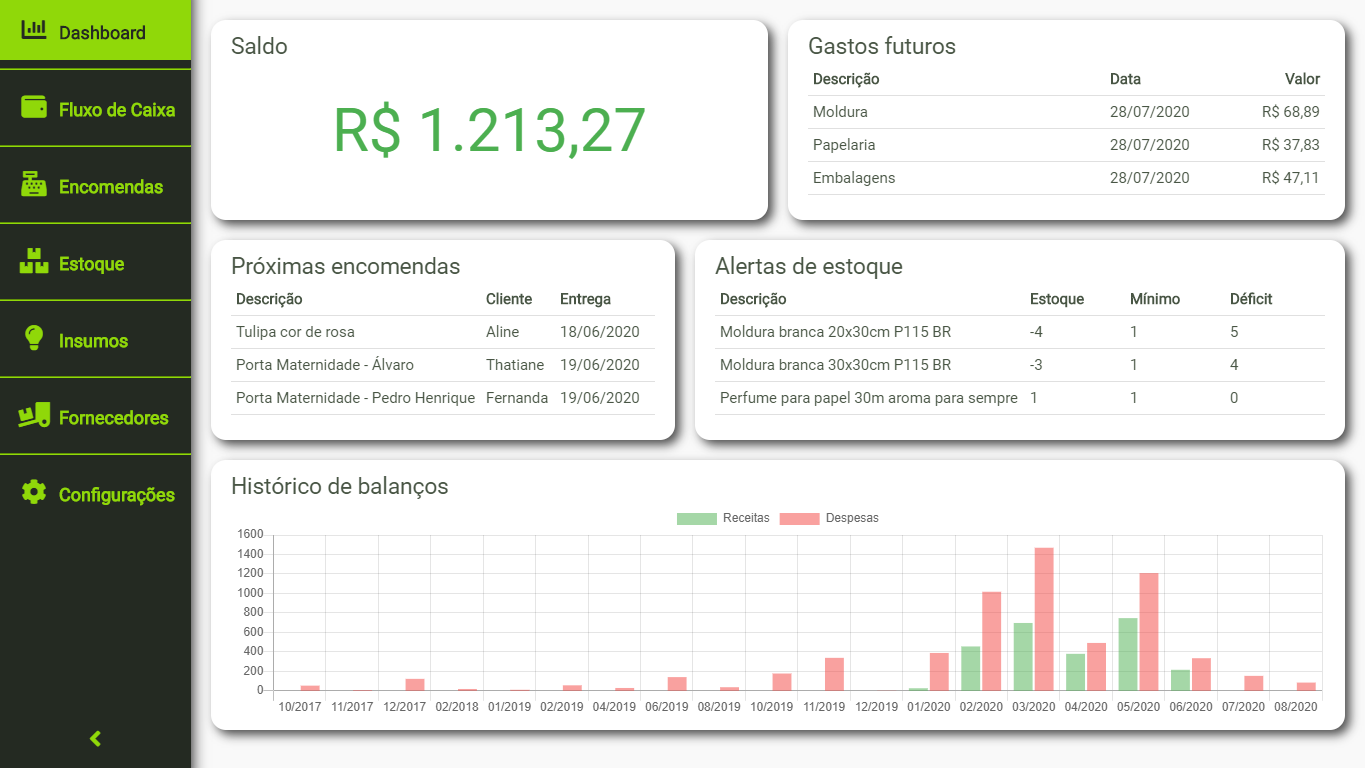 Dashboard
Fluxo de Caixa
Encomendas
Estoque
Insumos
Fornecedores
Configurações
Saldo
R$ 1.213,27
Gastos futuros
Descrição Data Valor
Moldura 28/07/2020 R$ 68,89
Papelaria 28/07/2020 R$ 37,83
Embalagens 28/07/2020 R$ 47,11
Próximas encomendas
Descrição Cliente Entrega
Tulipa cor de rosa Aline 18/06/2020
Porta Maternidade - Álvaro Thatiane 19/06/2020
Porta Maternidade - Pedro Henrique Fernanda 19/06/2020
Alertas de estoque
Descrição Estoque Mínimo Déficit
Moldura branca 20x30cm P115 BR -4 1 5
Moldura branca 30x30cm P115 BR -3 1 4
Perfume para papel 30m aroma para sempre 1 1 0
Histórico de balanços
Receitas Despesas
1600
1400
1200
1000
800
600
400
200
0
10/2017 11/2017 12/2017 02/2018 01/2019 02/2019 04/2019 06/2019 08/2019 10/2019 11/2019 12/2019 01/2020 02/2020 03/2020 04/2020 05/2020 06/2020 07/2020 08/2020